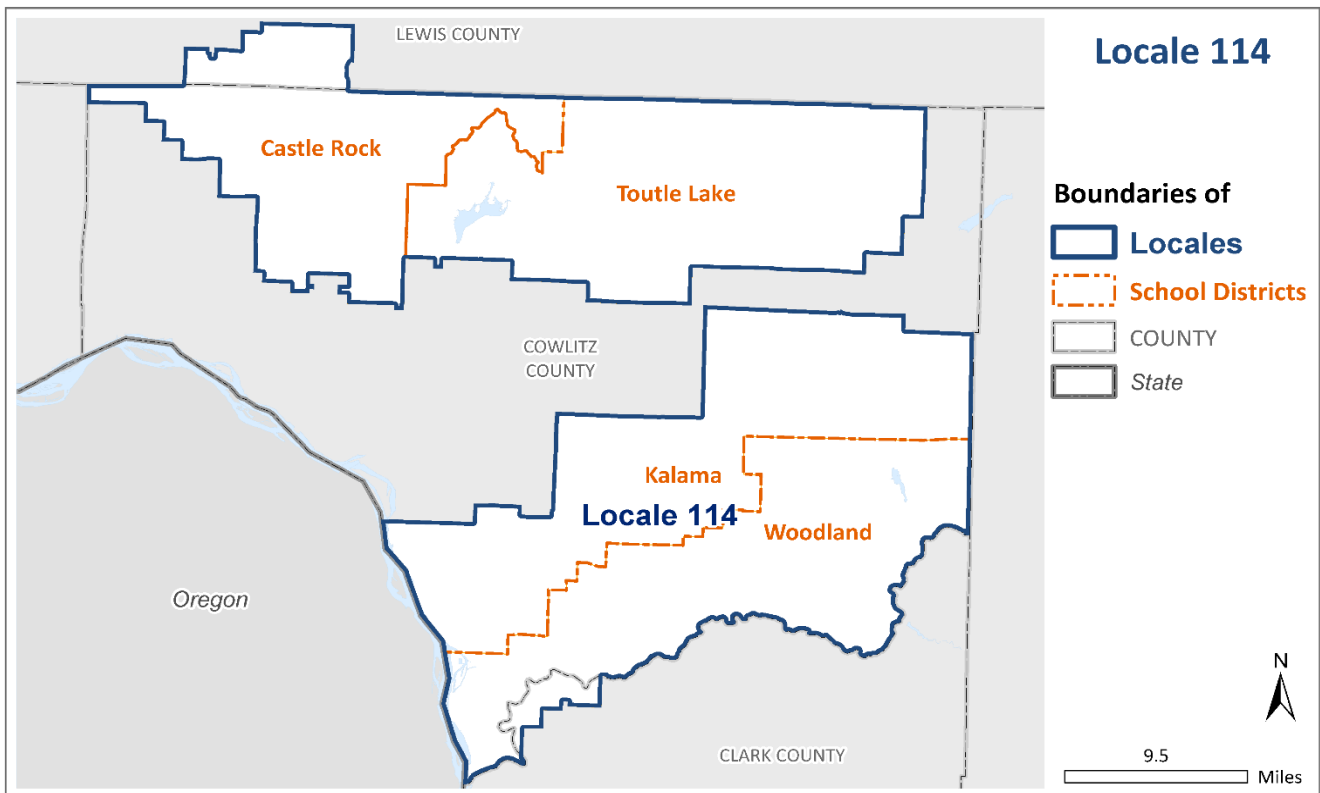 LEWIS COUNTY
Locale 114
Castle Rock
Toutle Lake
Boundaries of
Locales
School Districts
COUNTY
State
COWLITZ
COUNTY
Kalama
Locale 114
Woodland
Oregon
CLARK COUNTY
N
9.5
Miles